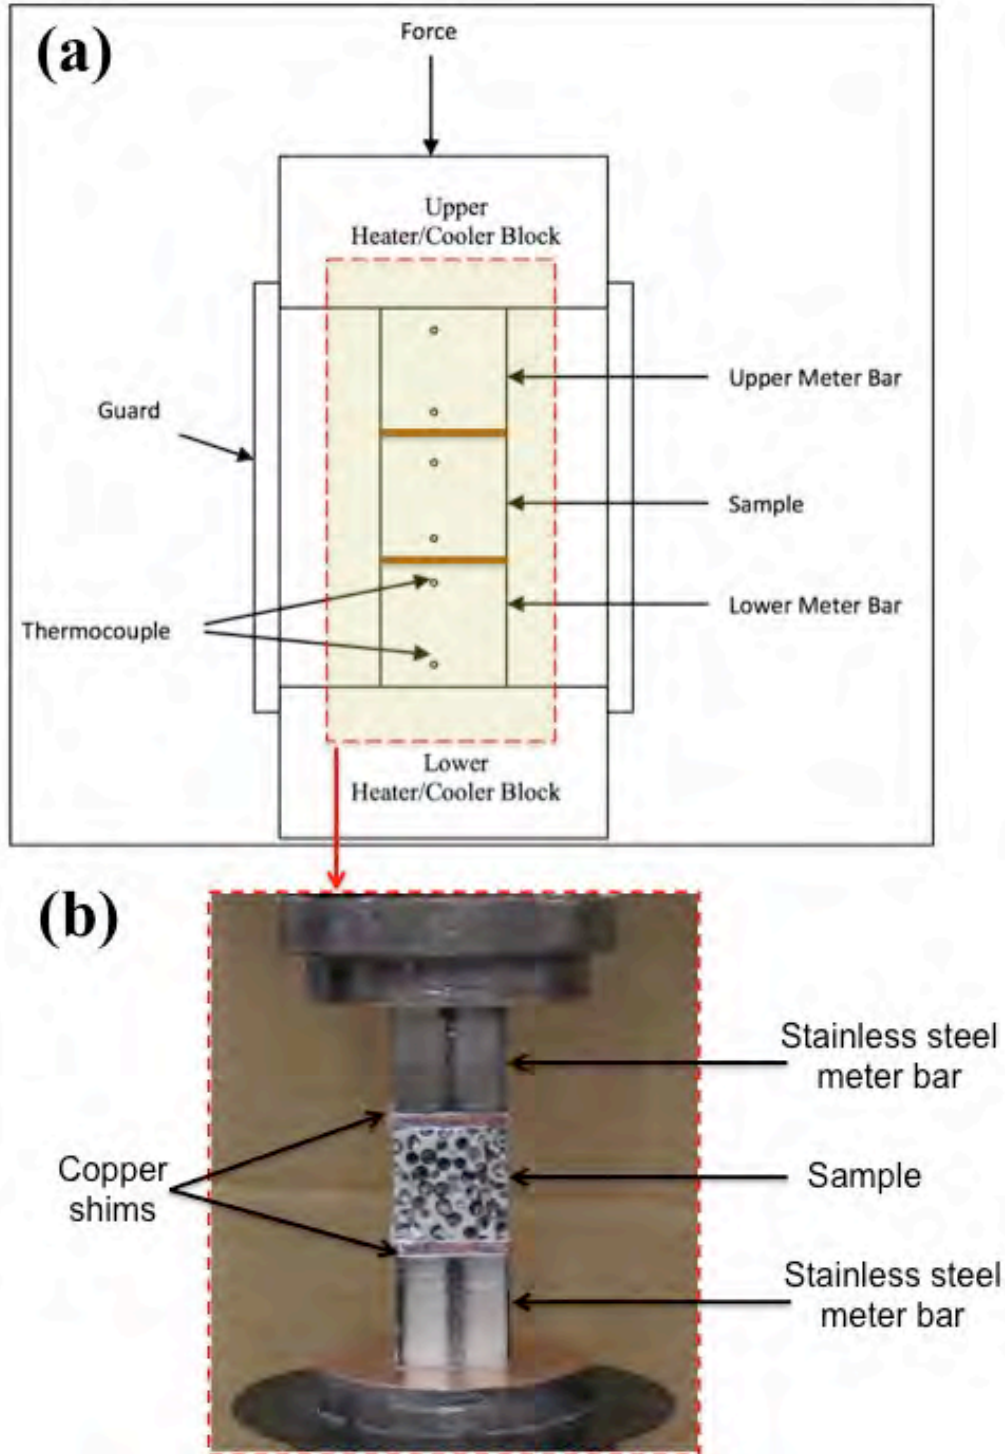 (a)
Force
Upper
Heater/Cooler Block
Upper Meter Bar
Guard
Sample
Lower Meter Bar
Thermocouple
Lower
Heater/Cooler Block
(b)
Stainless steel
meter bar
Copper
shims
Sample
Stainless steel
meter bar